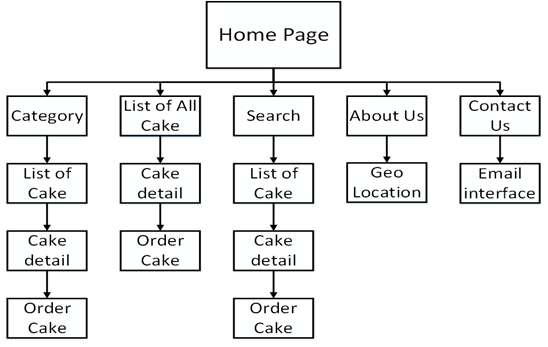 Home Page
Category
List of All
Cake
Search
About Us
Contact
Us
List of
Cake
Cake
detail
List of
Cake
Geo
Location
Email
interface
Cake
detail
Order
Cake
Cake
detail
Order
Cake
Order
Cake